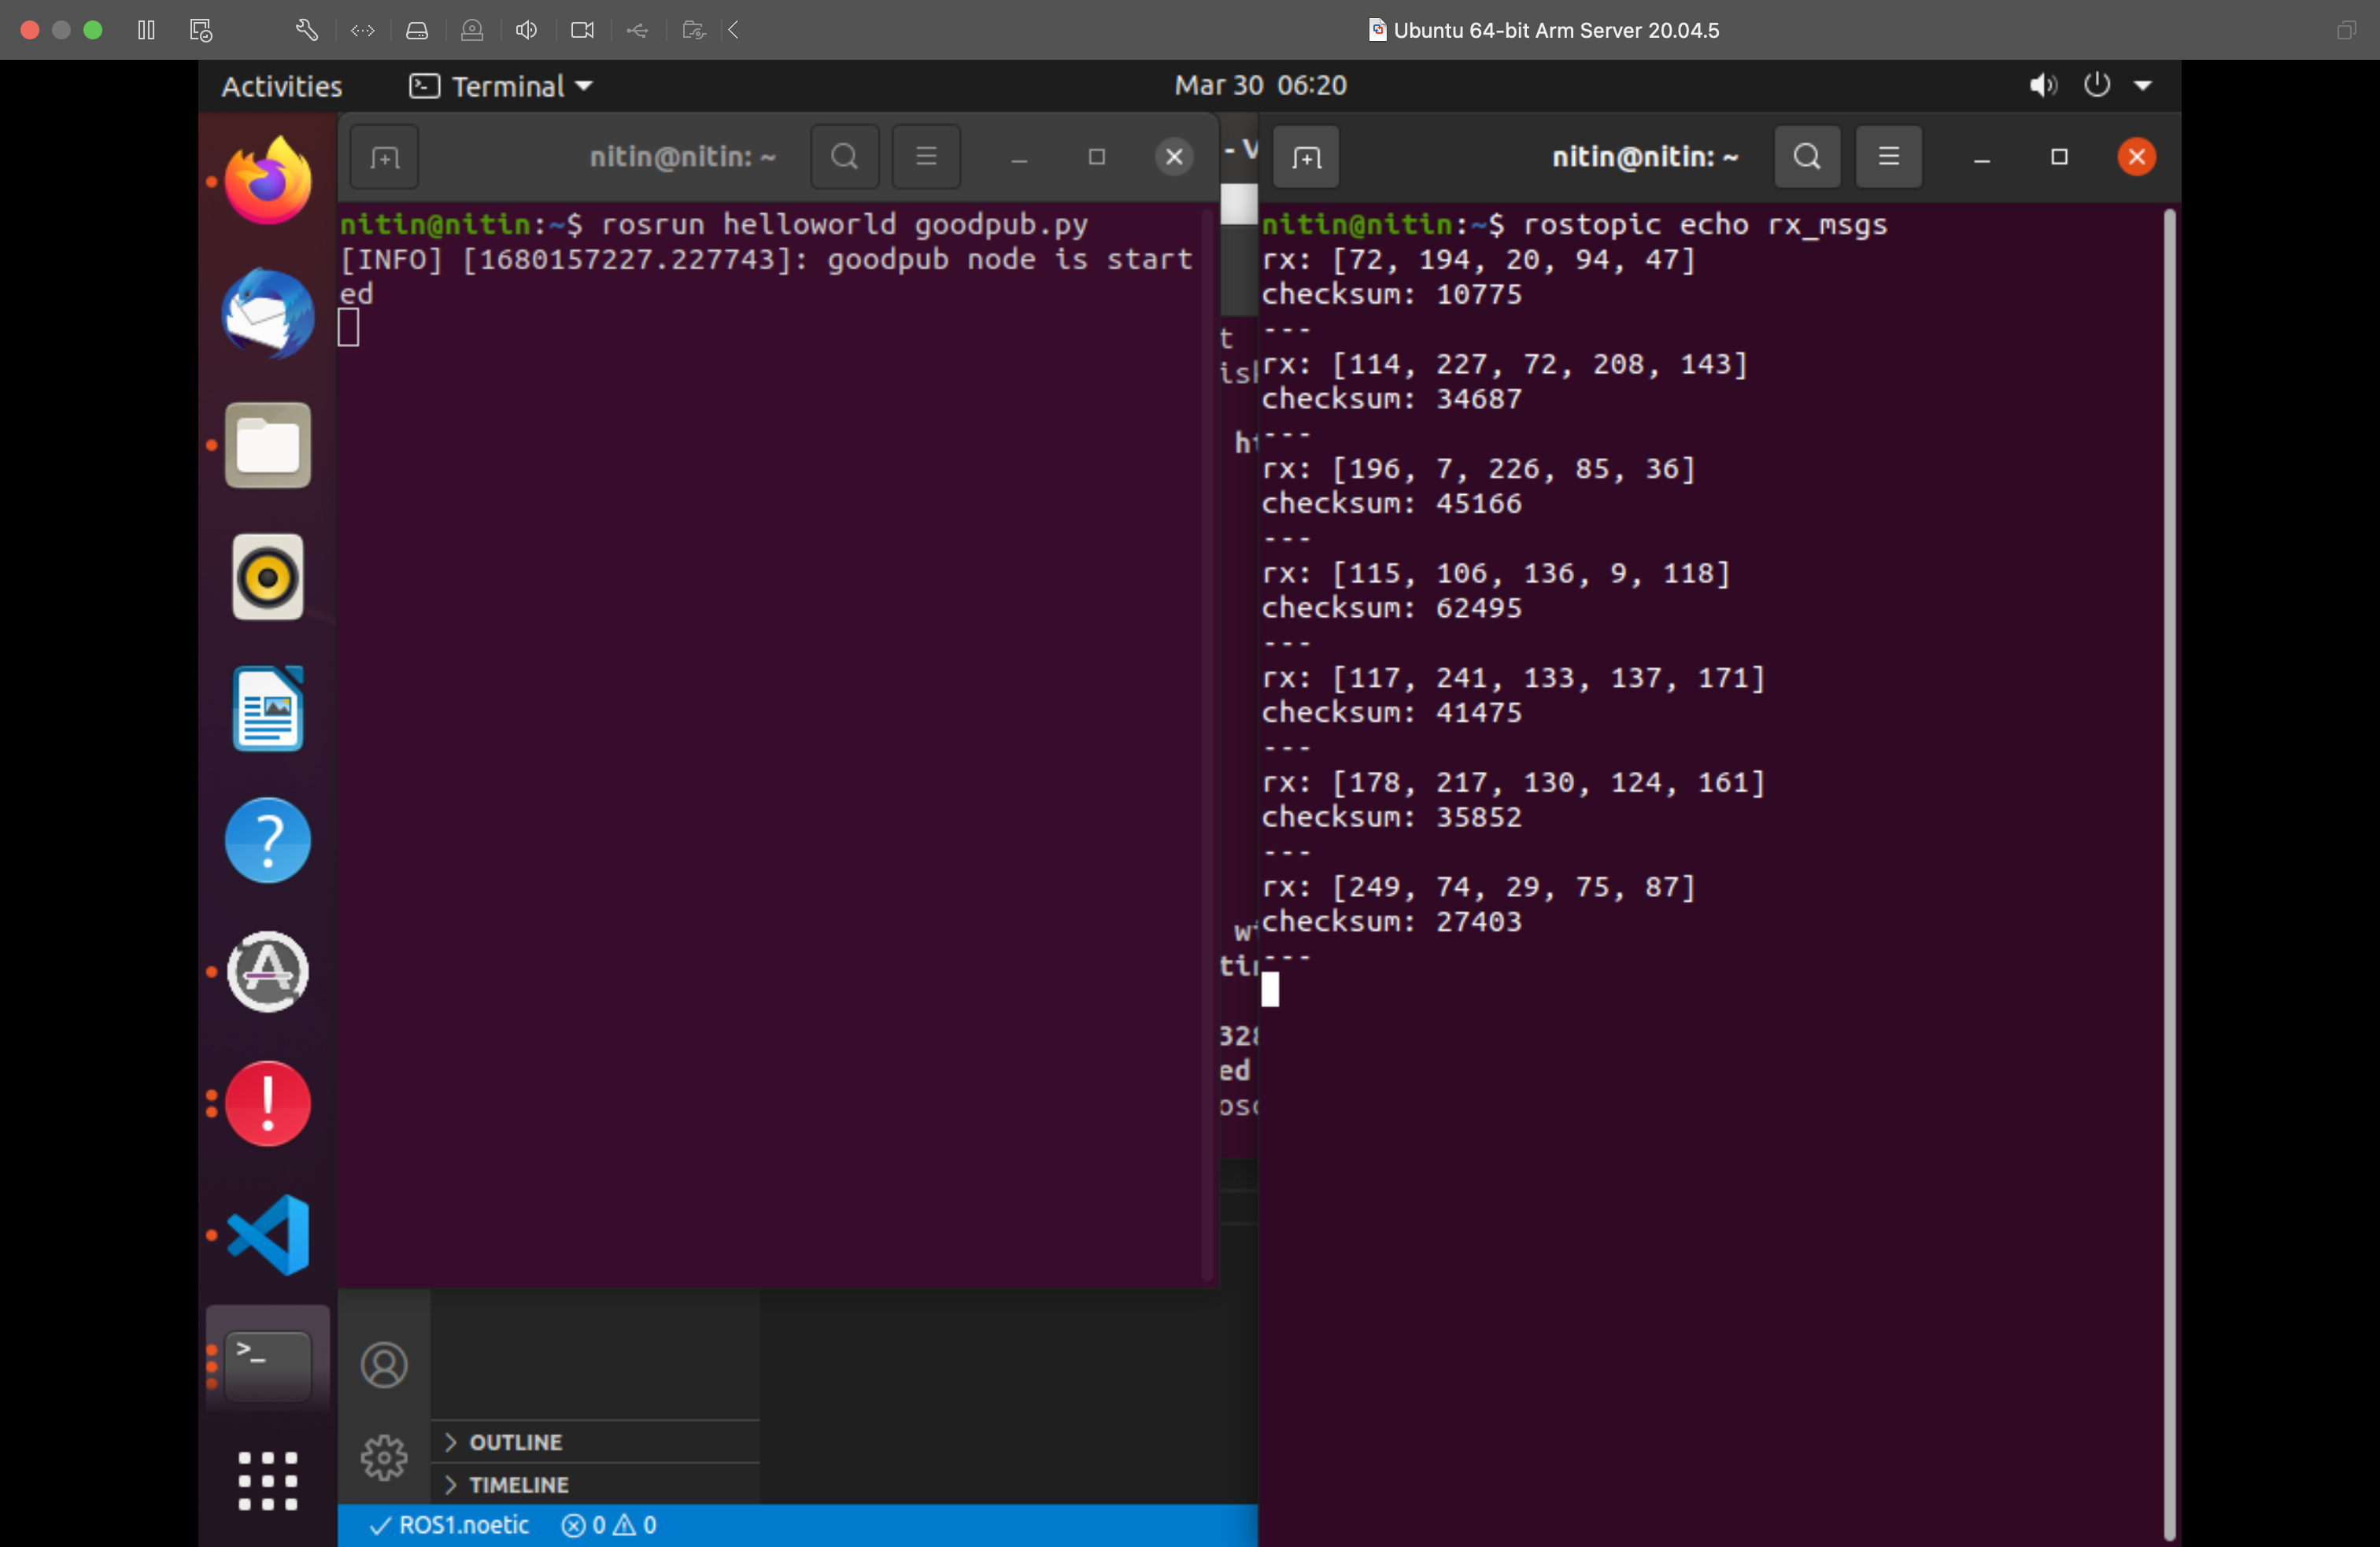 Ubuntu 64-bit Arm Server 20.04.5
Activities
Terminal
Mar 30 06:20
nitin@nitin: ~
nitin@nitin:~$ rosrun helloworld goodpub.py
[INFO] [1680157227.227743]: goodpub node is start
ed
- V
t
ed
OUTLINE
TIMELINE
ROS1.noetic
0
0
nitin@nitin: ~
nitin@nitin:~$ rostopic echo rx_msgs
rx: [72, 194, 20, 94, 47]
checksum: 10775
---
rx: [114, 227, 72, 208, 143]
checksum: 34687
---
rx: [196, 7, 226, 85, 36]
checksum: 45166
---
rx: [115, 106, 136, 9, 118]
checksum: 62495
---
rx: [117, 241, 133, 137, 171]
checksum: 41475
---
rx: [178, 217, 130, 124, 161]
checksum: 35852
---
rx: [249, 74, 29, 75, 87]
checksum: 27403
---